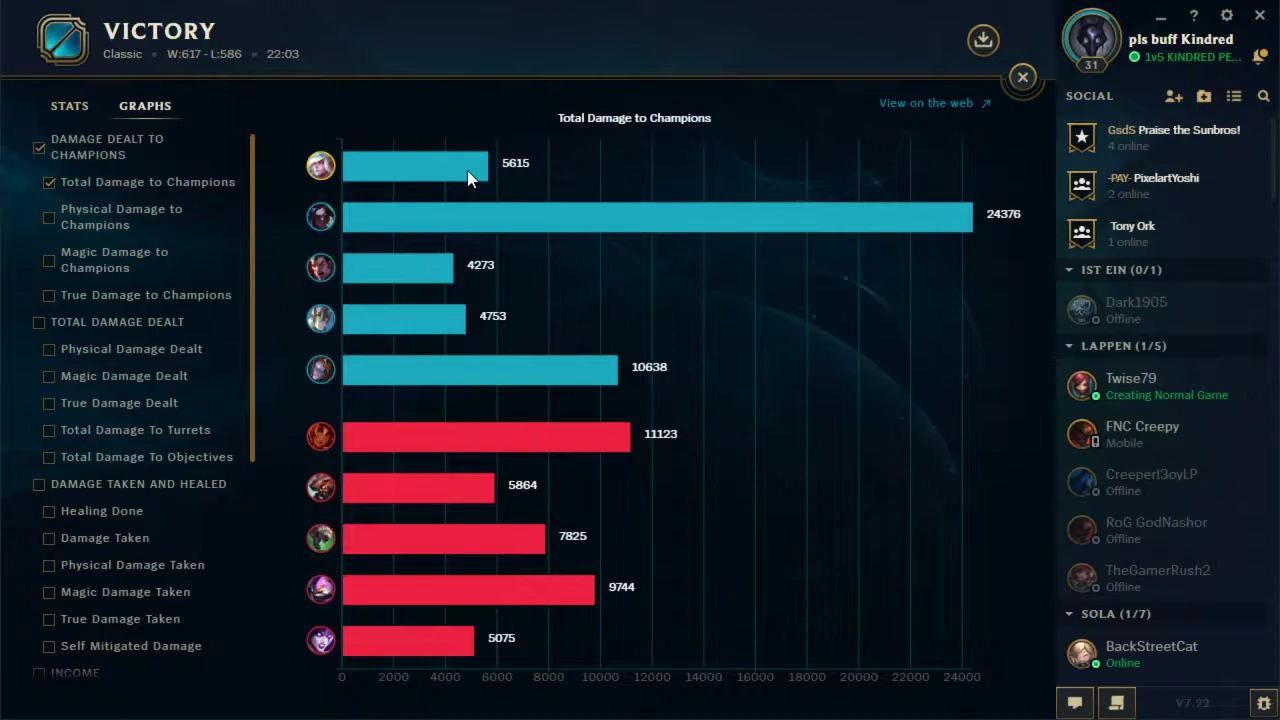 VICTORY
Classic • W:617 - L:586 • 22:03
STATS
GRAPHS
View on the web
DAMAGE DEALT TO
CHAMPIONS
Total Damage to Champions
Physical Damage to
Champions
Magic Damage to
Champions
True Damage to Champions
TOTAL DAMAGE DEALT
Physical Damage Dealt
Magic Damage Dealt
True Damage Dealt
Total Damage To Turrets
Total Damage To Objectives
DAMAGE TAKEN AND HEALED
Healing Done
Damage Taken
Physical Damage Taken
Magic Damage Taken
True Damage Taken
Self Mitigated Damage
INCOME
Total Damage to Champions
5615
24376
4273
4753
10638
11123
5864
7825
9744
5075
0 2000 4000 6000 8000 10000 12000 14000 16000 18000 20000 22000 24000
?
31
pls buff Kindred
1v5 KINDRED PE...
SOCIAL
GsdS Praise the Sunbros!
4 online
-PAY- PixelartYoshi
2 online
Tony Ork
1 online
IST EIN (0/1)
Dark1905
Offline
LAPPEN (1/5)
Twise79
Creating Normal Game
FNC Creepy
Mobile
CreeperI3oyLP
Offline
RoG GodNashor
Offline
TheGamerRush2
Offline
SOLA (1/7)
BackStreetCat
Online
V7.22